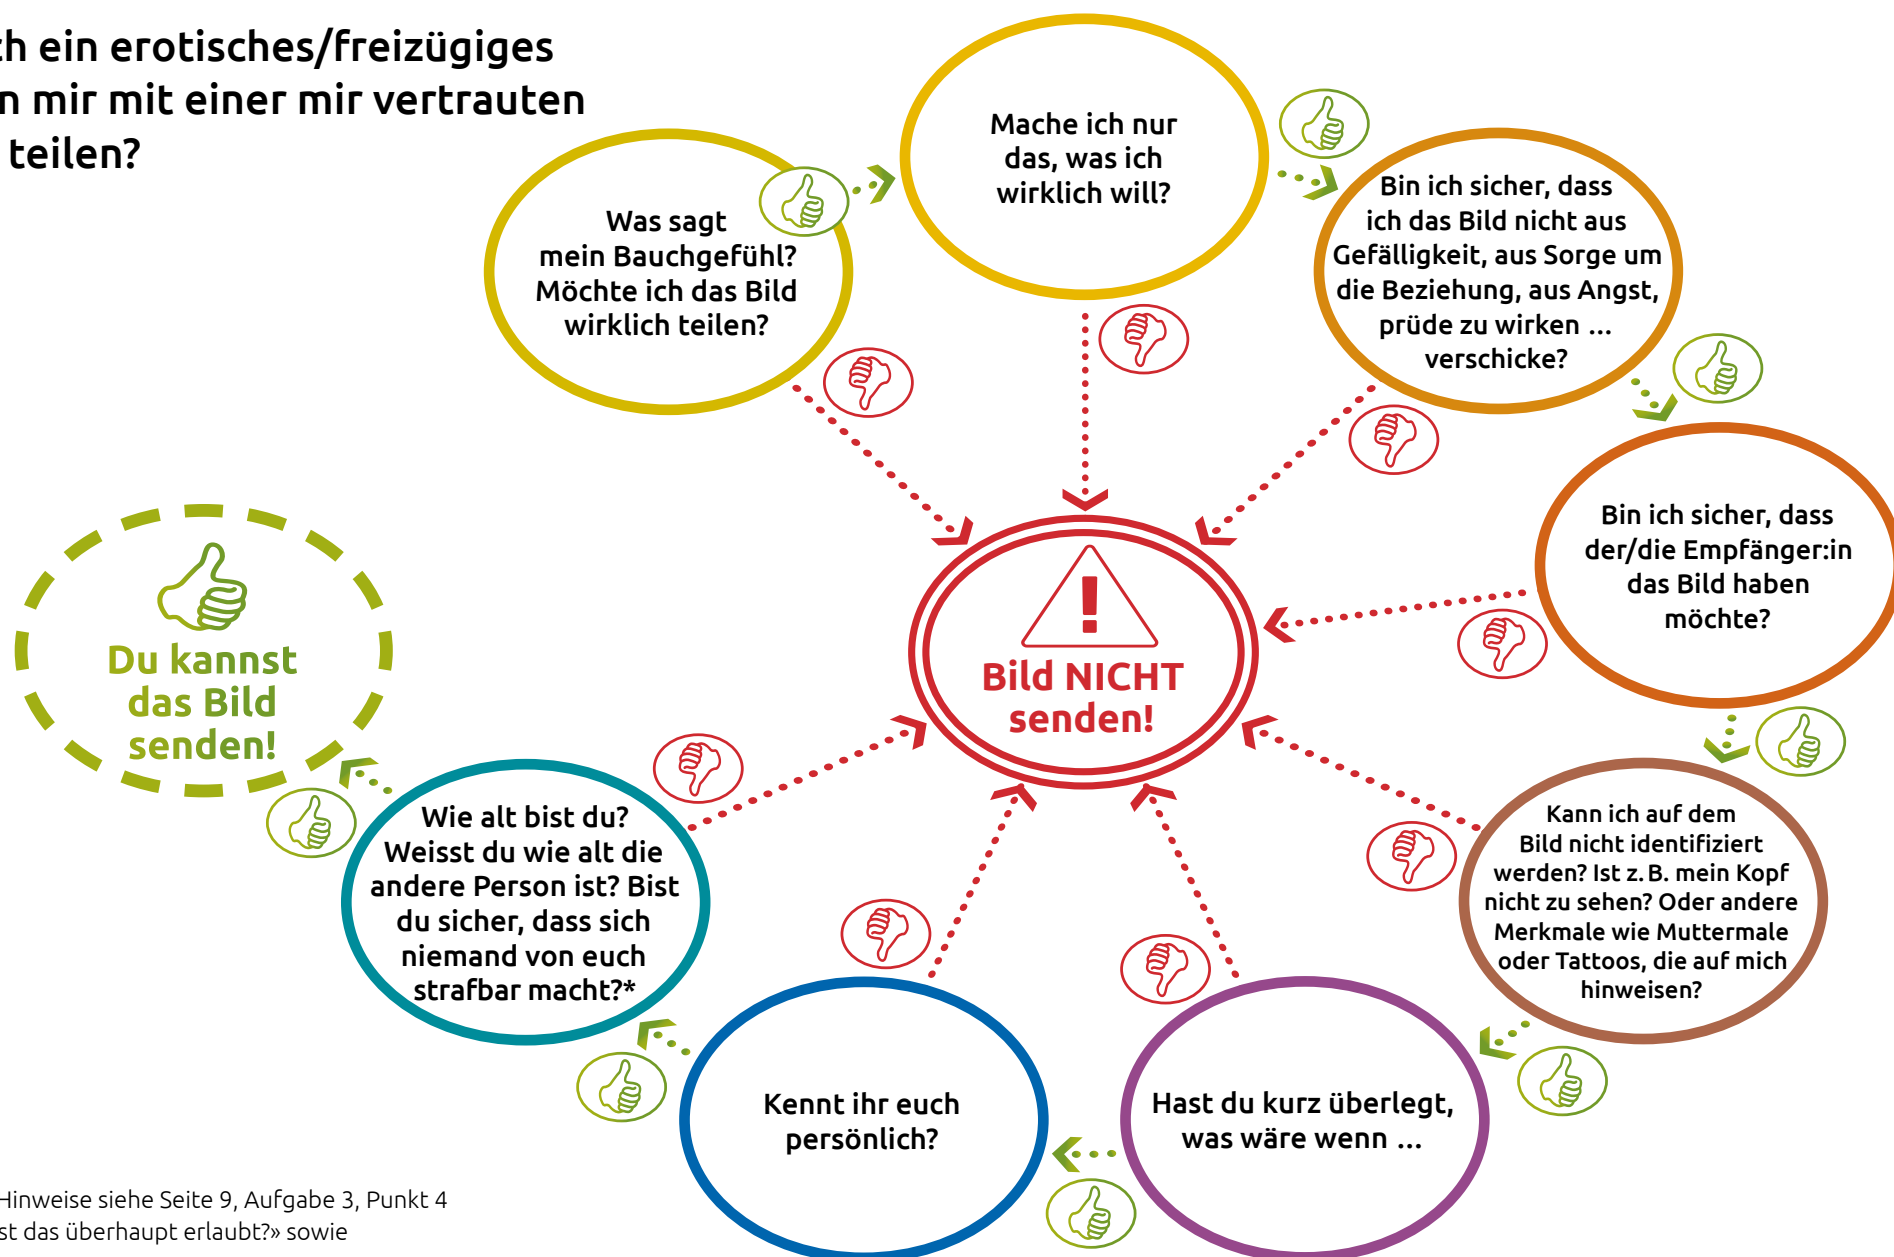 ch ein erotisches/freizügiges
n mir mit einer mir vertrauten
teilen?
Was sagt
mein Bauchgefühl?
Möchte ich das Bild
wirklich teilen?
Mache ich nur
das, was ich
wirklich will?
Bin ich sicher, dass
ich das Bild nicht aus
Gefälligkeit, aus Sorge um
die Beziehung, aus Angst,
prüde zu wirken …
verschicke?
Bin ich sicher, dass
der/die Empfänger:in
das Bild haben
möchte?
Kann ich auf dem
Bild nicht identifiziert
werden? Ist z. B. mein Kopf
nicht zu sehen? Oder andere
Merkmale wie Muttermale
oder Tattoos, die auf mich
hinweisen?
Hast du kurz überlegt,
was wäre wenn …
Kennt ihr euch
persönlich?
Wie alt bist du?
Weisst du wie alt die
andere Person ist? Bist
du sicher, dass sich
niemand von euch
strafbar macht?*
Du kannst
das Bild
senden!
!
Bild NICHT
senden!
Hinweise siehe Seite 9, Aufgabe 3, Punkt 4
st das überhaupt erlaubt?» sowie